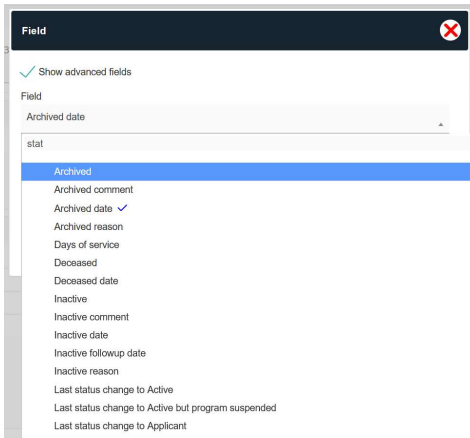 Field
Show advanced fields
Field
Archived date
stat
Archived
Archived comment
Archived date
Archived reason
Days of service
Deceased
Deceased date
Inactive
Inactive comment
Inactive date
Inactive followup date
Inactive reason
Last status change to Active
Last status change to Active but program suspended
Last status change to Applicant